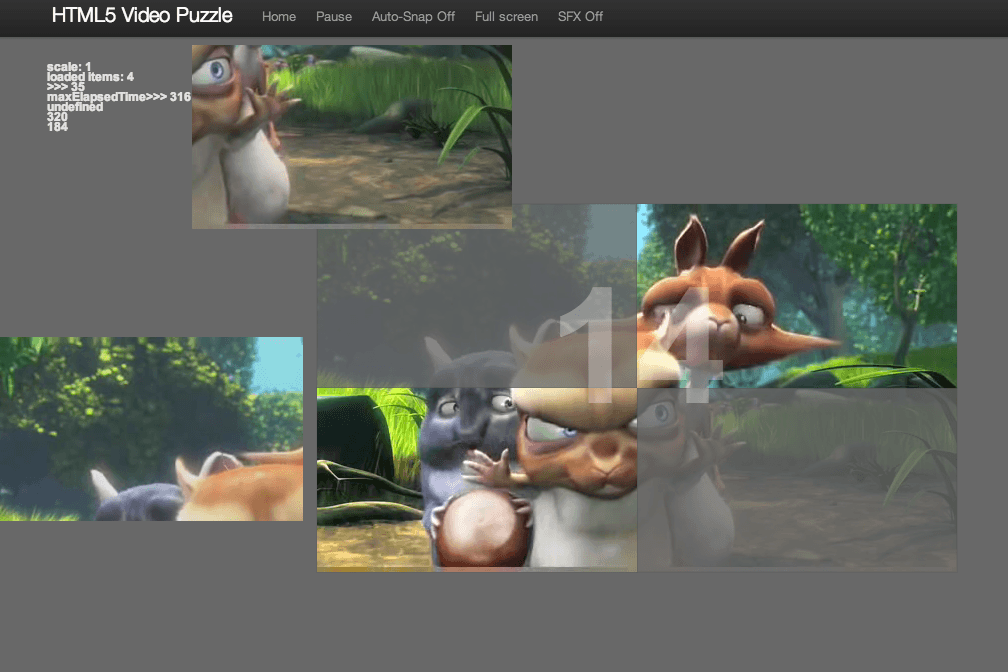 HTML5 Video Puzzle Home Pause Auto-Snap Off Full screen SFX Off
scale: 1
loaded items: 4
>>> 35
maxElapsedTime>>> 316
undefined
320
184
14